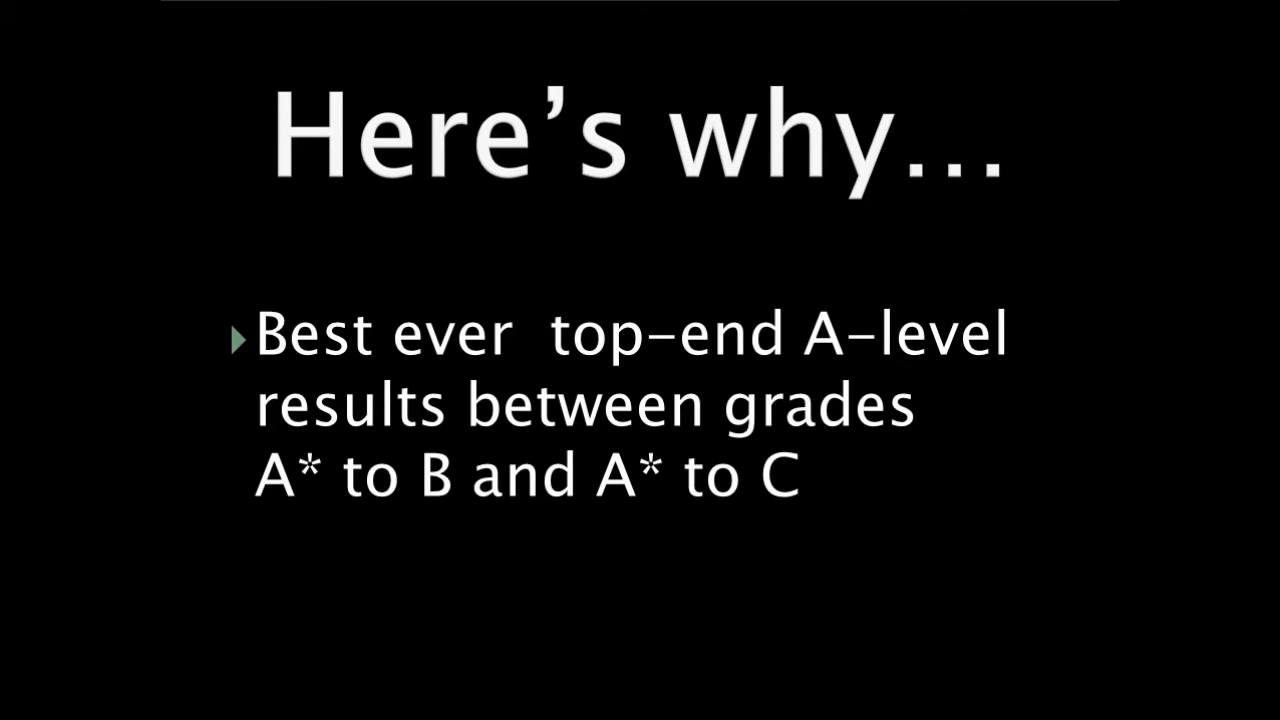 Here’s why…
Best ever  top-end A-level
results between grades
A* to B and A* to C